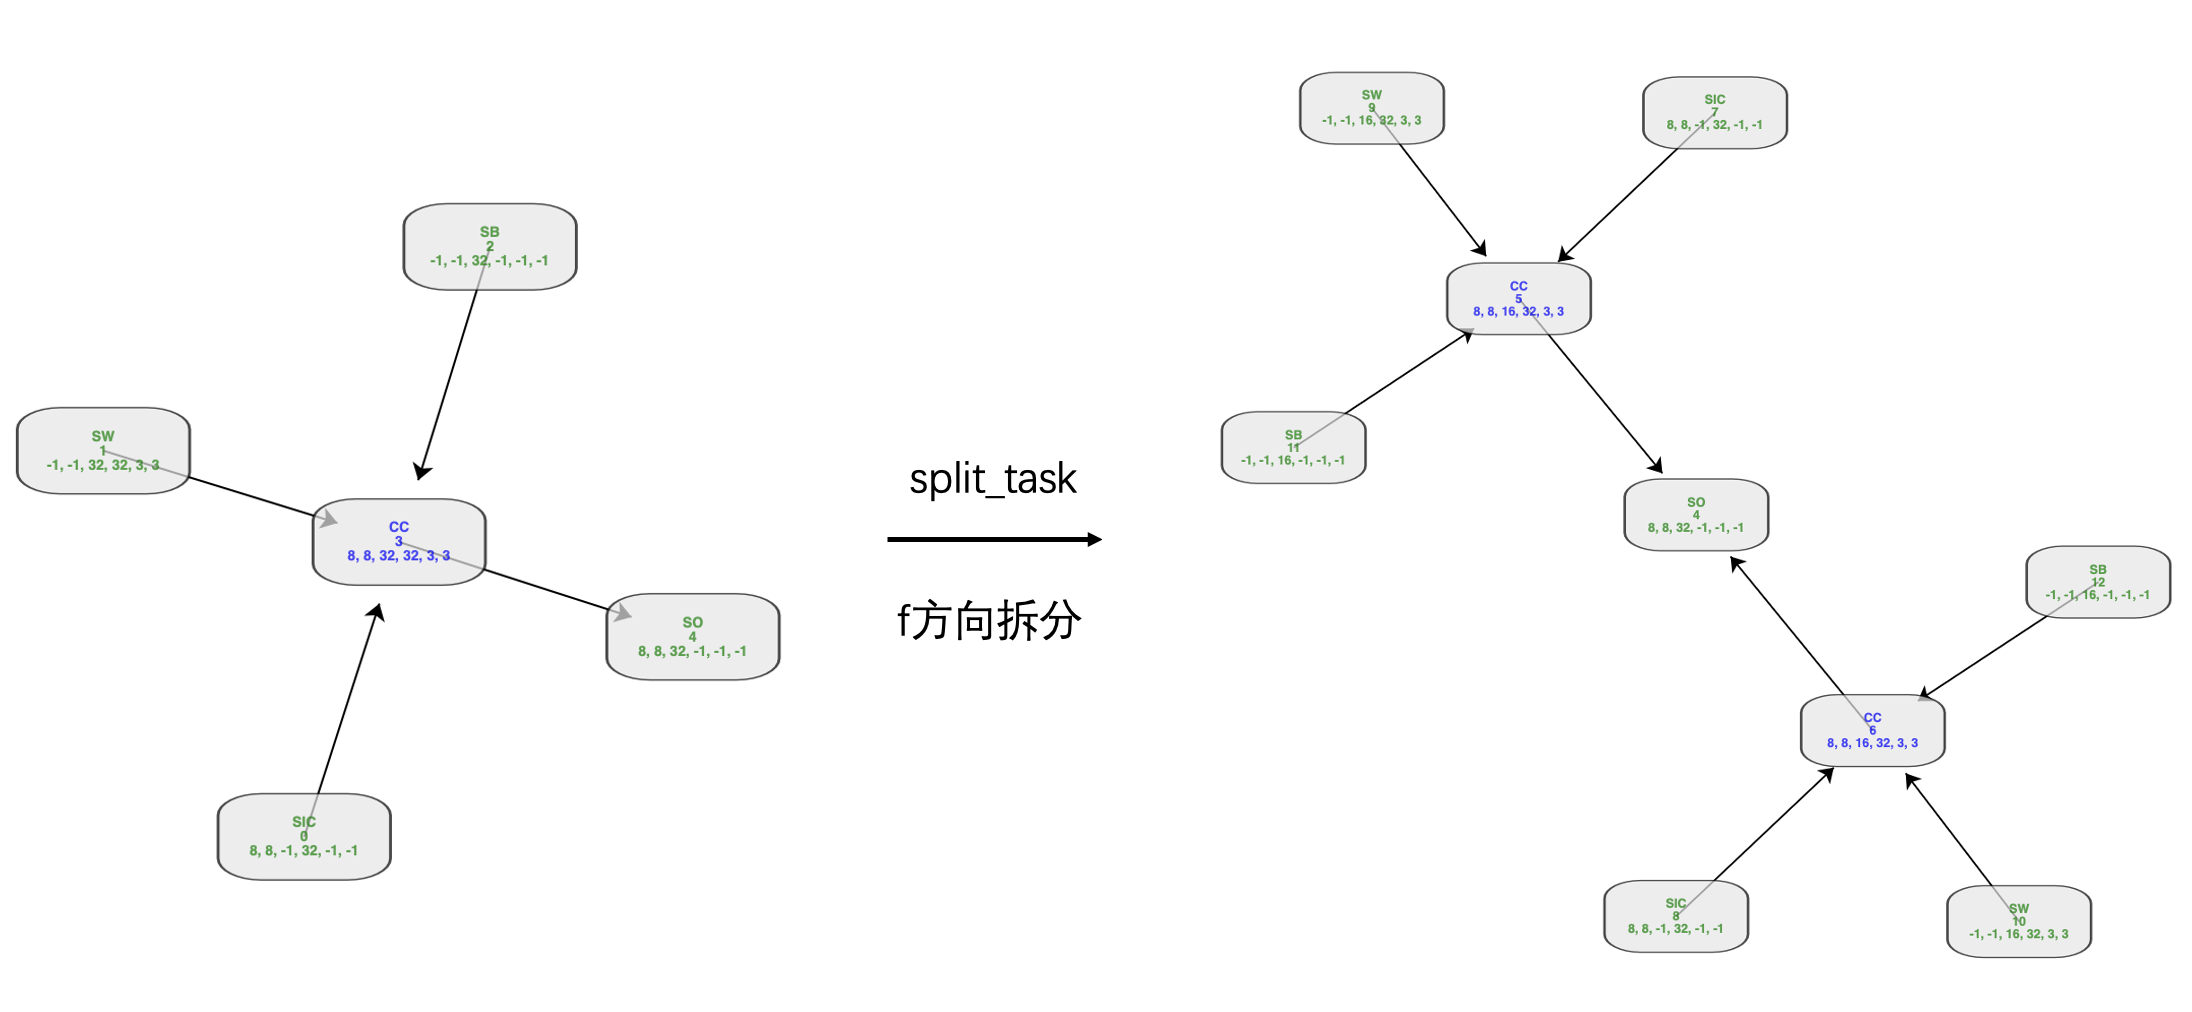 SB
2
-1, -1, 32, -1, -1, -1
SW
1
-1, -1, 32, 32, 3, 3
CC
3
8, 8, 32, 32, 3, 3
SO
4
8, 8, 32, -1, -1, -1
SIC
0
8, 8, -1, 32, -1, -1
split_task
f方向拆分
SW
9
-1, -1, 16, 32, 3, 3
SIC
7
8, 8, -1, 32, -1, -1
CC
5
8, 8, 16, 32, 3, 3
SB
11
-1, -1, 16, -1, -1, -1
SO
4
8, 8, 32, -1, -1, -1
SB
12
-1, -1, 16, -1, -1, -1
CC
6
8, 8, 16, 32, 3, 3
SIC
8
8, 8, -1, 32, -1, -1
SW
10
-1, -1, 16, 32, 3, 3